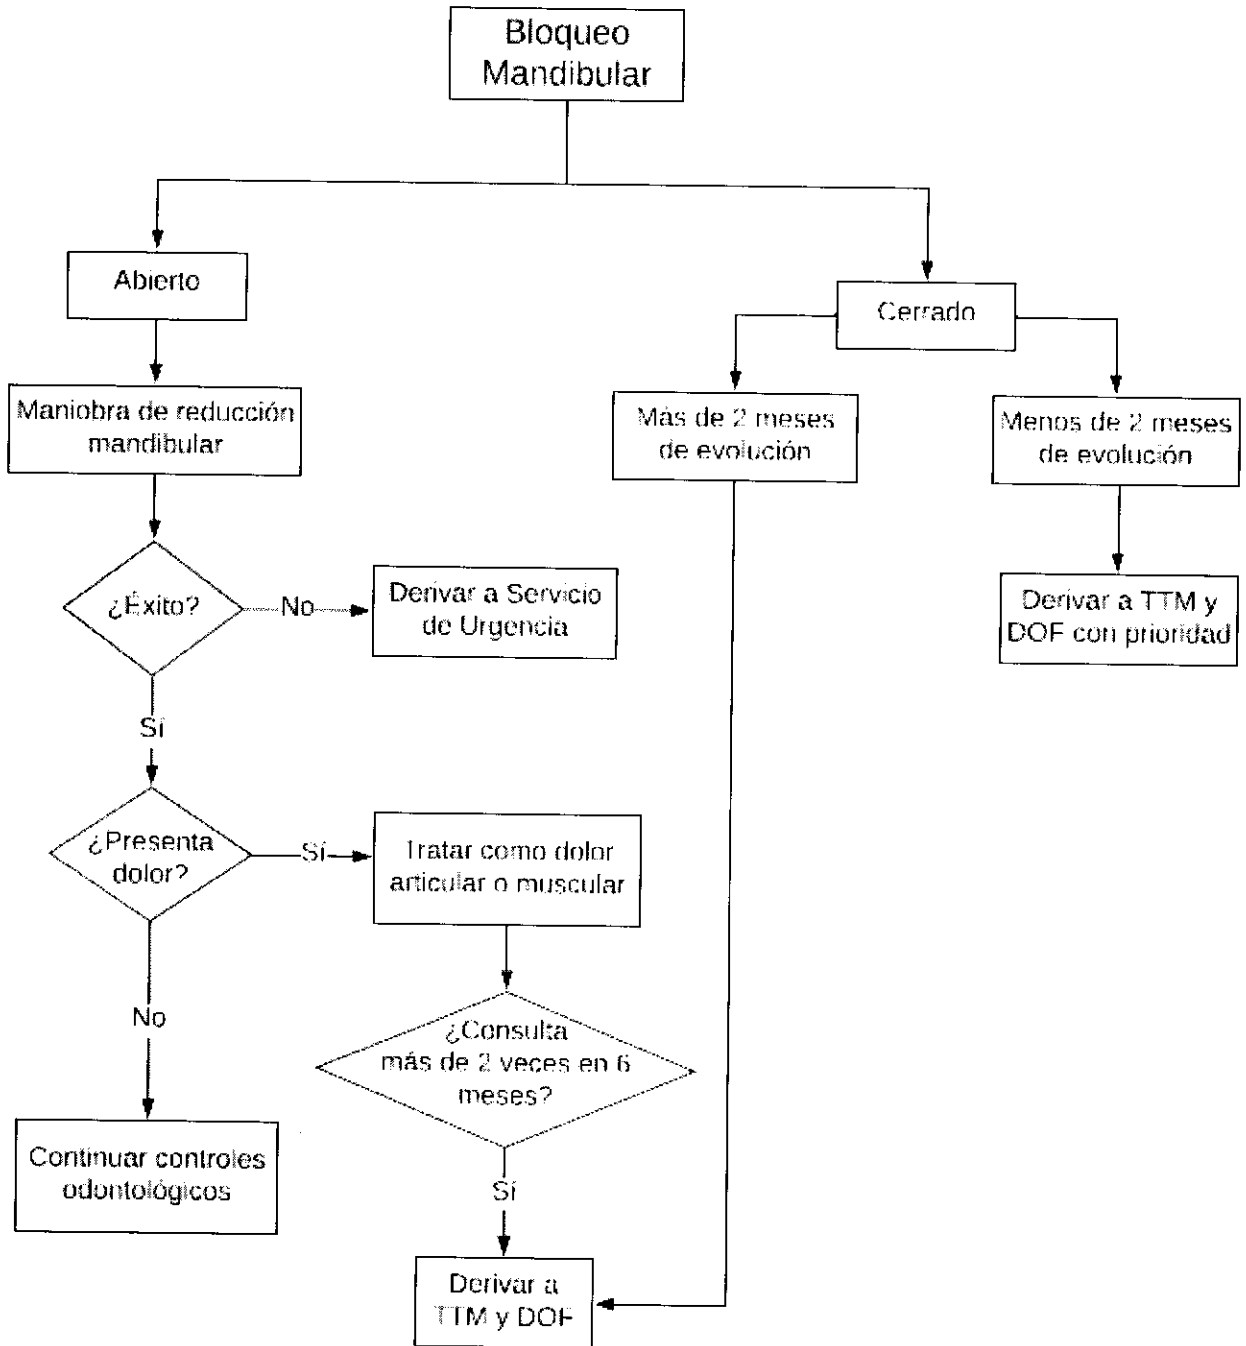 Bloqueo
Mandibular
Abierto
Cerrado
Maniobra de reducción
mandibular
Más de 2 meses
de evolución
Menos de 2 meses
de evolución
¿Éxito?
No
Derivar a Servicio
de Urgencia
Derivar a TTM y
DOF con prioridad
Sí
¿Presenta
dolor?
Sí
Tratar como dolor
articular o muscular
No
¿Consulta
más de 2 veces en 6
meses?
Continuar controles
odontológicos
Sí
Derivar a
TTM y DOF